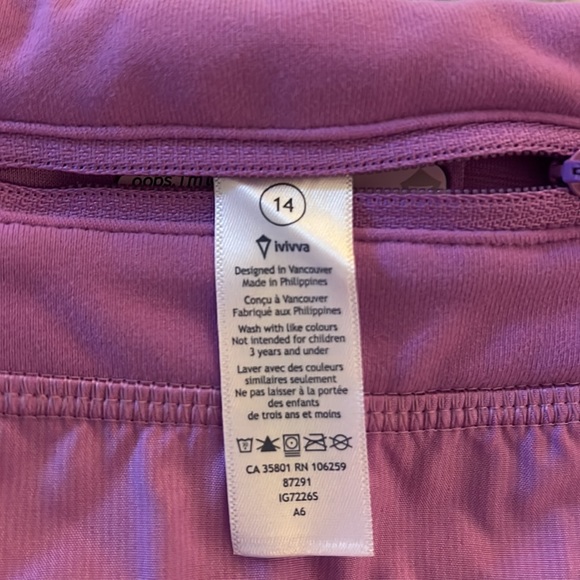 oops, I'm
14
ivivva
Designed in Vancouver
Made in Philippines
Conçu à Vancouver
Fabriqué aux Philippines
Wash with like colours
Not intended for children
3 years and under
Laver avec des couleurs
similaires seulement
Ne pas laisser à la portée
des enfants
de trois ans et moins
CA 35801 RN 106259
87291
IG7226S
A6